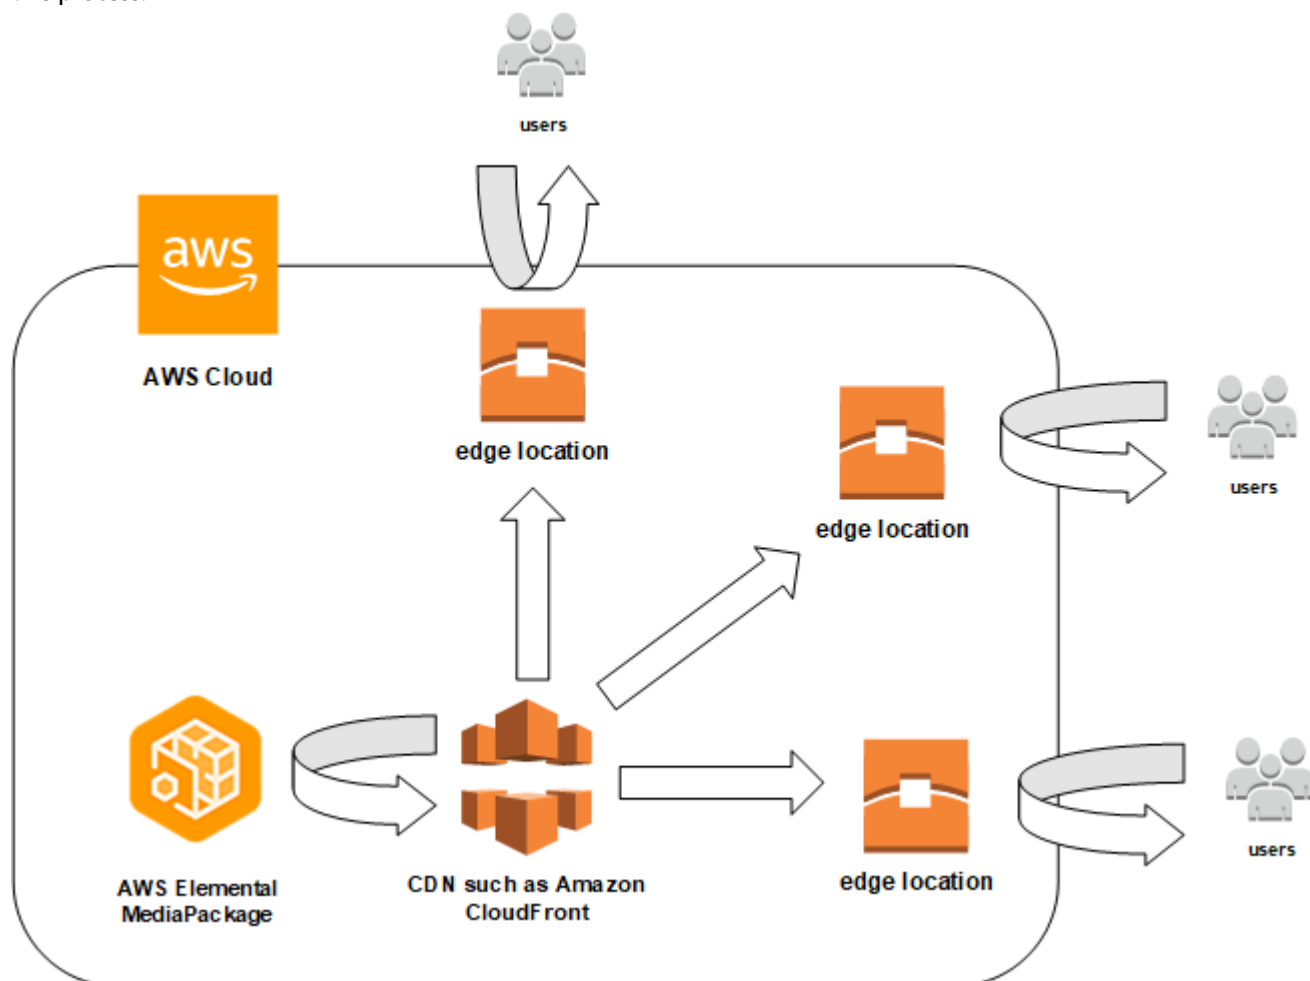 users
aws
AWS Cloud
edge location
users
edge location
AWS Elemental
MediaPackage
CDN such as Amazon
CloudFront
edge location
users